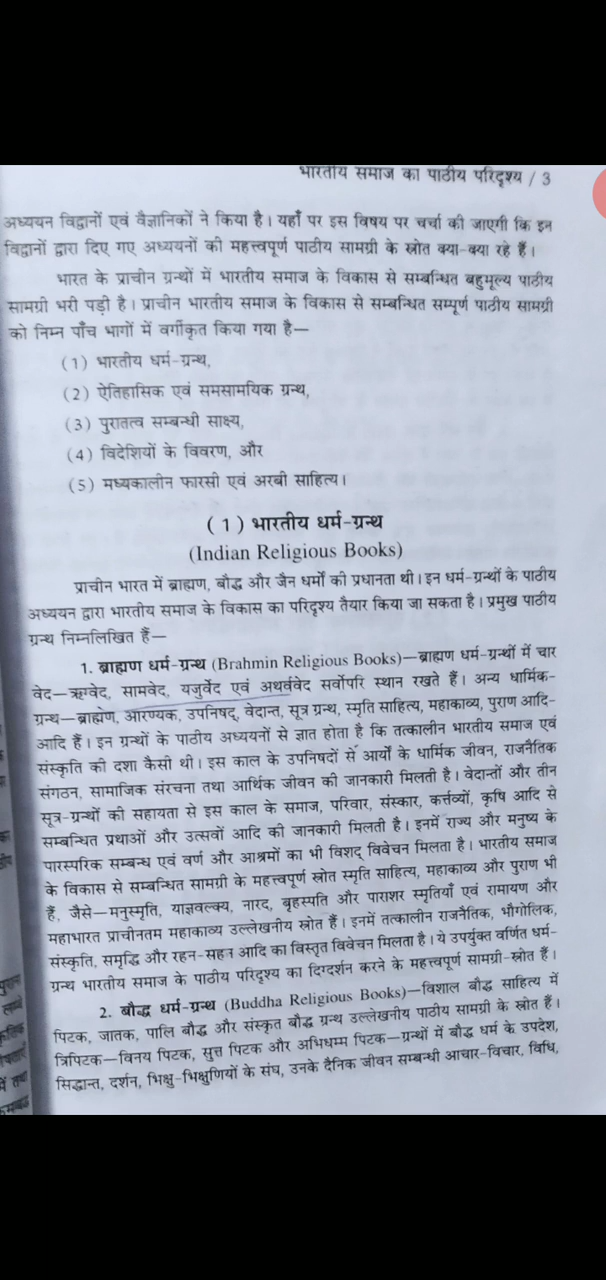 भारतीय समाज का पाठीय परिदृश्य / 3
अध्ययन विद्वानों एवं वैज्ञानिकों ने किया है। यहाँ पर इस विषय पर चर्चा की जाएगी कि इन
विद्वानों द्वारा दिए गए अध्ययनों की महत्त्वपूर्ण पाठीय सामग्री के स्रोत क्या-क्या रहे हैं।
भारत के प्राचीन ग्रन्थों में भारतीय समाज के विकास से सम्बन्धित बहुमूल्य पाठीय
सामग्री भरी पड़ी है। प्राचीन भारतीय समाज के विकास से सम्बन्धित सम्पूर्ण पाठीय सामग्री
को निम्न पाँच भागों में वर्गीकृत किया गया है—
(1) भारतीय धर्म-ग्रन्थ,
(2) ऐतिहासिक एवं समसामयिक ग्रन्थ,
(3) पुरातत्व सम्बन्धी साक्ष्य,
(4) विदेशियों के विवरण, और
(5) मध्यकालीन फारसी एवं अरबी साहित्य।
(1) भारतीय धर्म-ग्रन्थ
(Indian Religious Books)
प्राचीन भारत में ब्राह्मण, बौद्ध और जैन धर्मों की प्रधानता थी। इन धर्म-ग्रन्थों के पाठीय
अध्ययन द्वारा भारतीय समाज के विकास का परिदृश्य तैयार किया जा सकता है। प्रमुख पाठीय
ग्रन्थ निम्नलिखित हैं—
1. ब्राह्मण धर्म-ग्रन्थ (Brahmin Religious Books)—ब्राह्मण धर्म-ग्रन्थों में चार
वेद—ऋग्वेद, सामवेद, यजुर्वेद एवं अथर्ववेद सर्वोपरि स्थान रखते हैं। अन्य धार्मिक-
ग्रन्थ—ब्राह्मण, आरण्यक, उपनिषद्, वेदान्त, सूत्र ग्रन्थ, स्मृति साहित्य, महाकाव्य, पुराण आदि-
आदि हैं। इन ग्रन्थों के पाठीय अध्ययनों से ज्ञात होता है कि तत्कालीन भारतीय समाज एवं
संस्कृति की दशा कैसी थी। इस काल के उपनिषदों से आर्यों के धार्मिक जीवन, राजनैतिक
संगठन, सामाजिक संरचना तथा आर्थिक जीवन की जानकारी मिलती है। वेदान्तों और तीन
सूत्र-ग्रन्थों की सहायता से इस काल के समाज, परिवार, संस्कार, कर्त्तव्यों, कृषि आदि से
सम्बन्धित प्रथाओं और उत्सवों आदि की जानकारी मिलती है। इनमें राज्य और मनुष्य के
पारस्परिक सम्बन्ध एवं वर्ण और आश्रमों का भी विशद् विवेचन मिलता है। भारतीय समाज
के विकास से सम्बन्धित सामग्री के महत्त्वपूर्ण स्रोत स्मृति साहित्य, महाकाव्य और पुराण भी
हैं, जैसे—मनुस्मृति, याज्ञवल्क्य, नारद, बृहस्पति और पाराशर स्मृतियाँ एवं रामायण और
महाभारत प्राचीनतम महाकाव्य उल्लेखनीय स्रोत हैं। इनमें तत्कालीन राजनैतिक, भौगोलिक,
संस्कृति, समृद्धि और रहन-सहन आदि का विस्तृत विवेचन मिलता है। ये उपर्युक्त वर्णित धर्म-
ग्रन्थ भारतीय समाज के पाठीय परिदृश्य का दिग्दर्शन करने के महत्त्वपूर्ण सामग्री-स्रोत हैं।
2. बौद्ध धर्म-ग्रन्थ (Buddha Religious Books)—विशाल बौद्ध साहित्य में
पिटक, जातक, पालि बौद्ध और संस्कृत बौद्ध ग्रन्थ उल्लेखनीय पाठीय सामग्री के स्रोत हैं।
त्रिपिटक—विनय पिटक, सुत्त पिटक और अभिधम्म पिटक—ग्रन्थों में बौद्ध धर्म के उपदेश,
सिद्धान्त, दर्शन, भिक्षु-भिक्षुणियों के संघ, उनके दैनिक जीवन सम्बन्धी आचार-विचार, विधि,